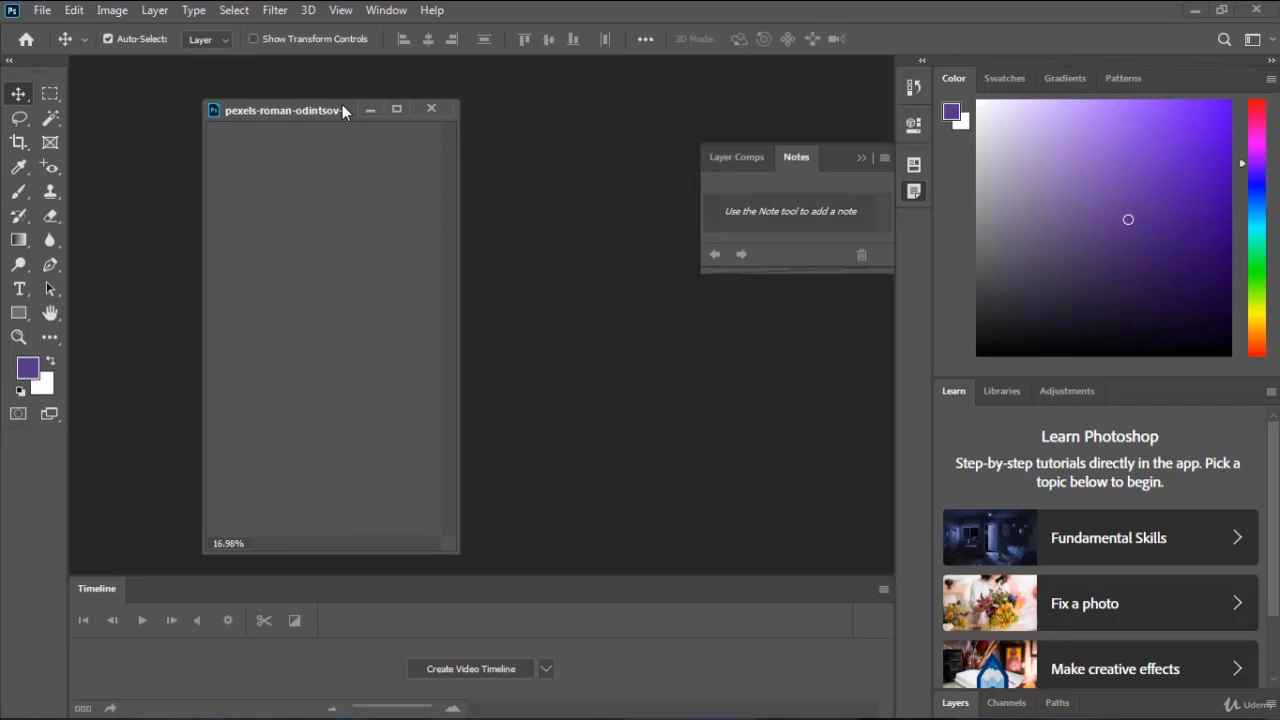 Ps File Edit Image Layer Type Select Filter 3D View Window Help
Auto-Select: Layer Show Transform Controls 3D Mode:
Color Swatches Gradients Patterns
Ps pexels-roman-odintsov-
Layer Comps Notes
Use the Note tool to add a note
T
Learn Libraries Adjustments
Learn Photoshop
Step-by-step tutorials directly in the app. Pick a
topic below to begin.
Fundamental Skills
Fix a photo
Make creative effects
16.98%
Timeline
Create Video Timeline
Layers Channels Paths
Udemy